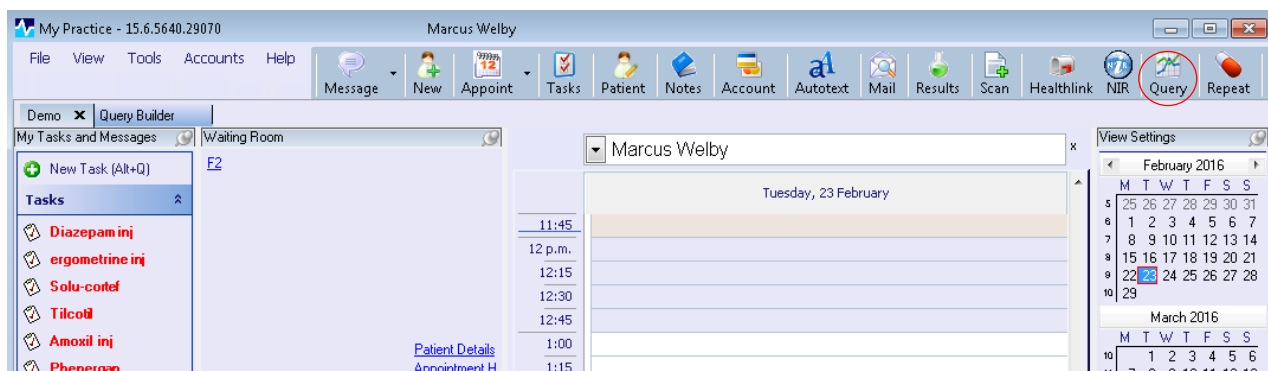 My Practice - 15.6.5640.29070 Marcus Welby
File View Tools Accounts Help
Message New Appoint Tasks Patient Notes Account Autotext Mail Results Scan Healthlink NIR Query Repeat
Demo Query Builder
My Tasks and Messages
New Task (Alt+Q)
Tasks
Diazepam inj
ergometrine inj
Solu-cortef
Tilcotil
Amoxil inj
Phenergan
Waiting Room
F2
Patient Details
Appointment H
Marcus Welby x
Tuesday, 23 February
11:45
12 p.m.
12:15
12:30
12:45
1:00
1:15
View Settings
February 2016
M T W T F S S
5 25 26 27 28 29 30 31
6 1 2 3 4 5 6 7
7 8 9 10 11 12 13 14
8 15 16 17 18 19 20 21
9 22 23 24 25 26 27 28
10 29
March 2016
M T W T F S S
10 1 2 3 4 5 6